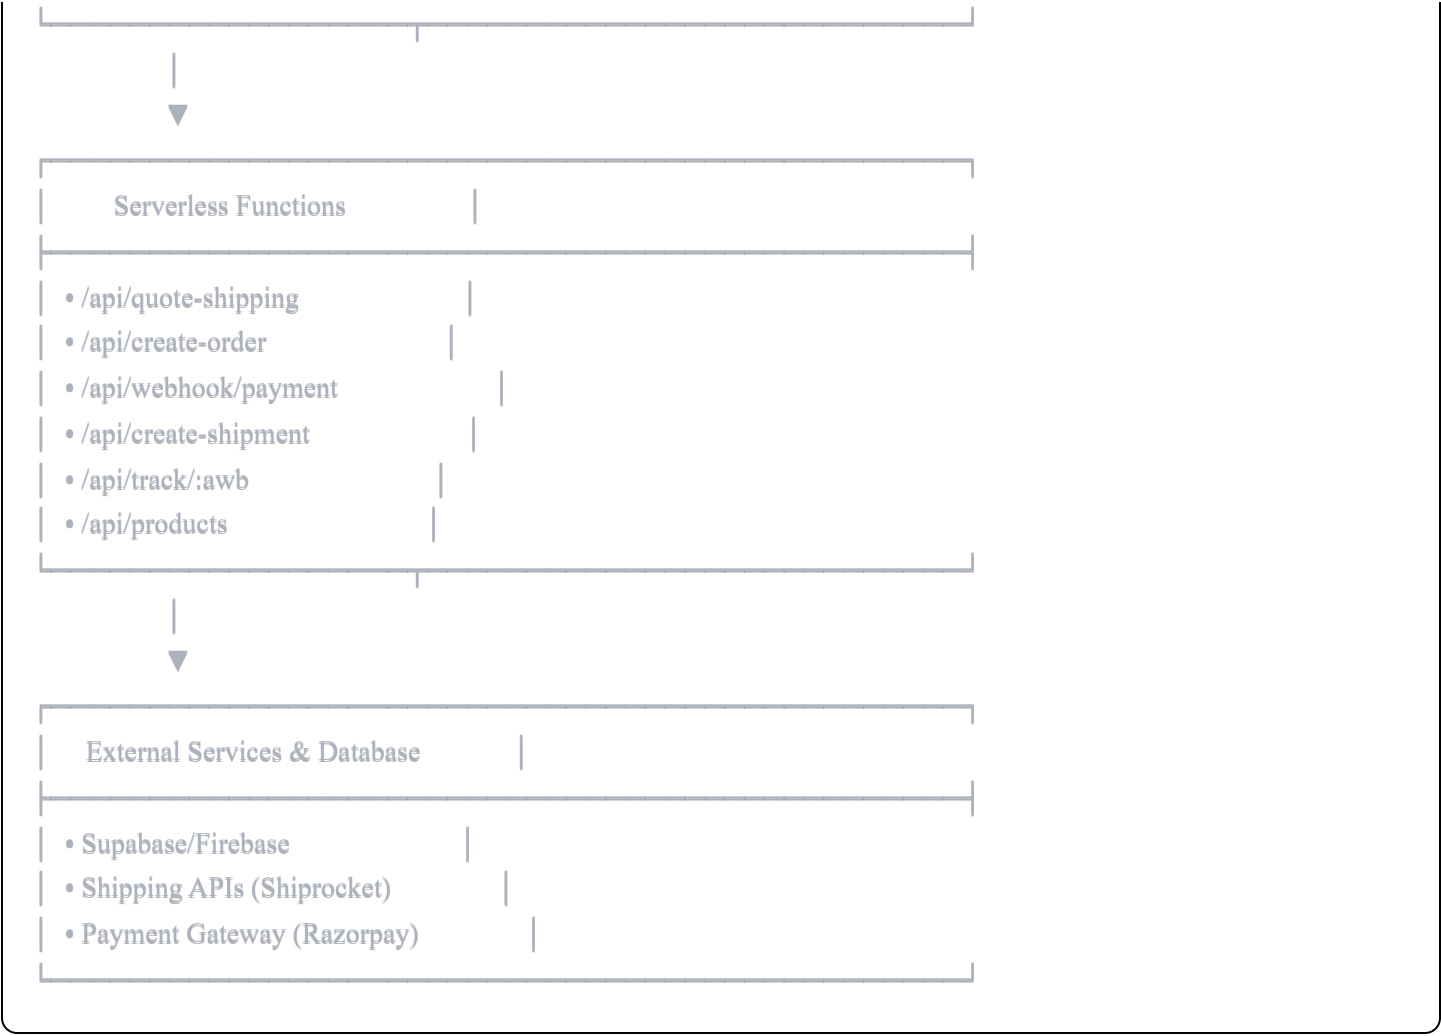 Serverless Functions
• /api/quote-shipping
• /api/create-order
• /api/webhook/payment
• /api/create-shipment
• /api/track/:awb
• /api/products
External Services & Database
• Supabase/Firebase
• Shipping APIs (Shiprocket)
• Payment Gateway (Razorpay)